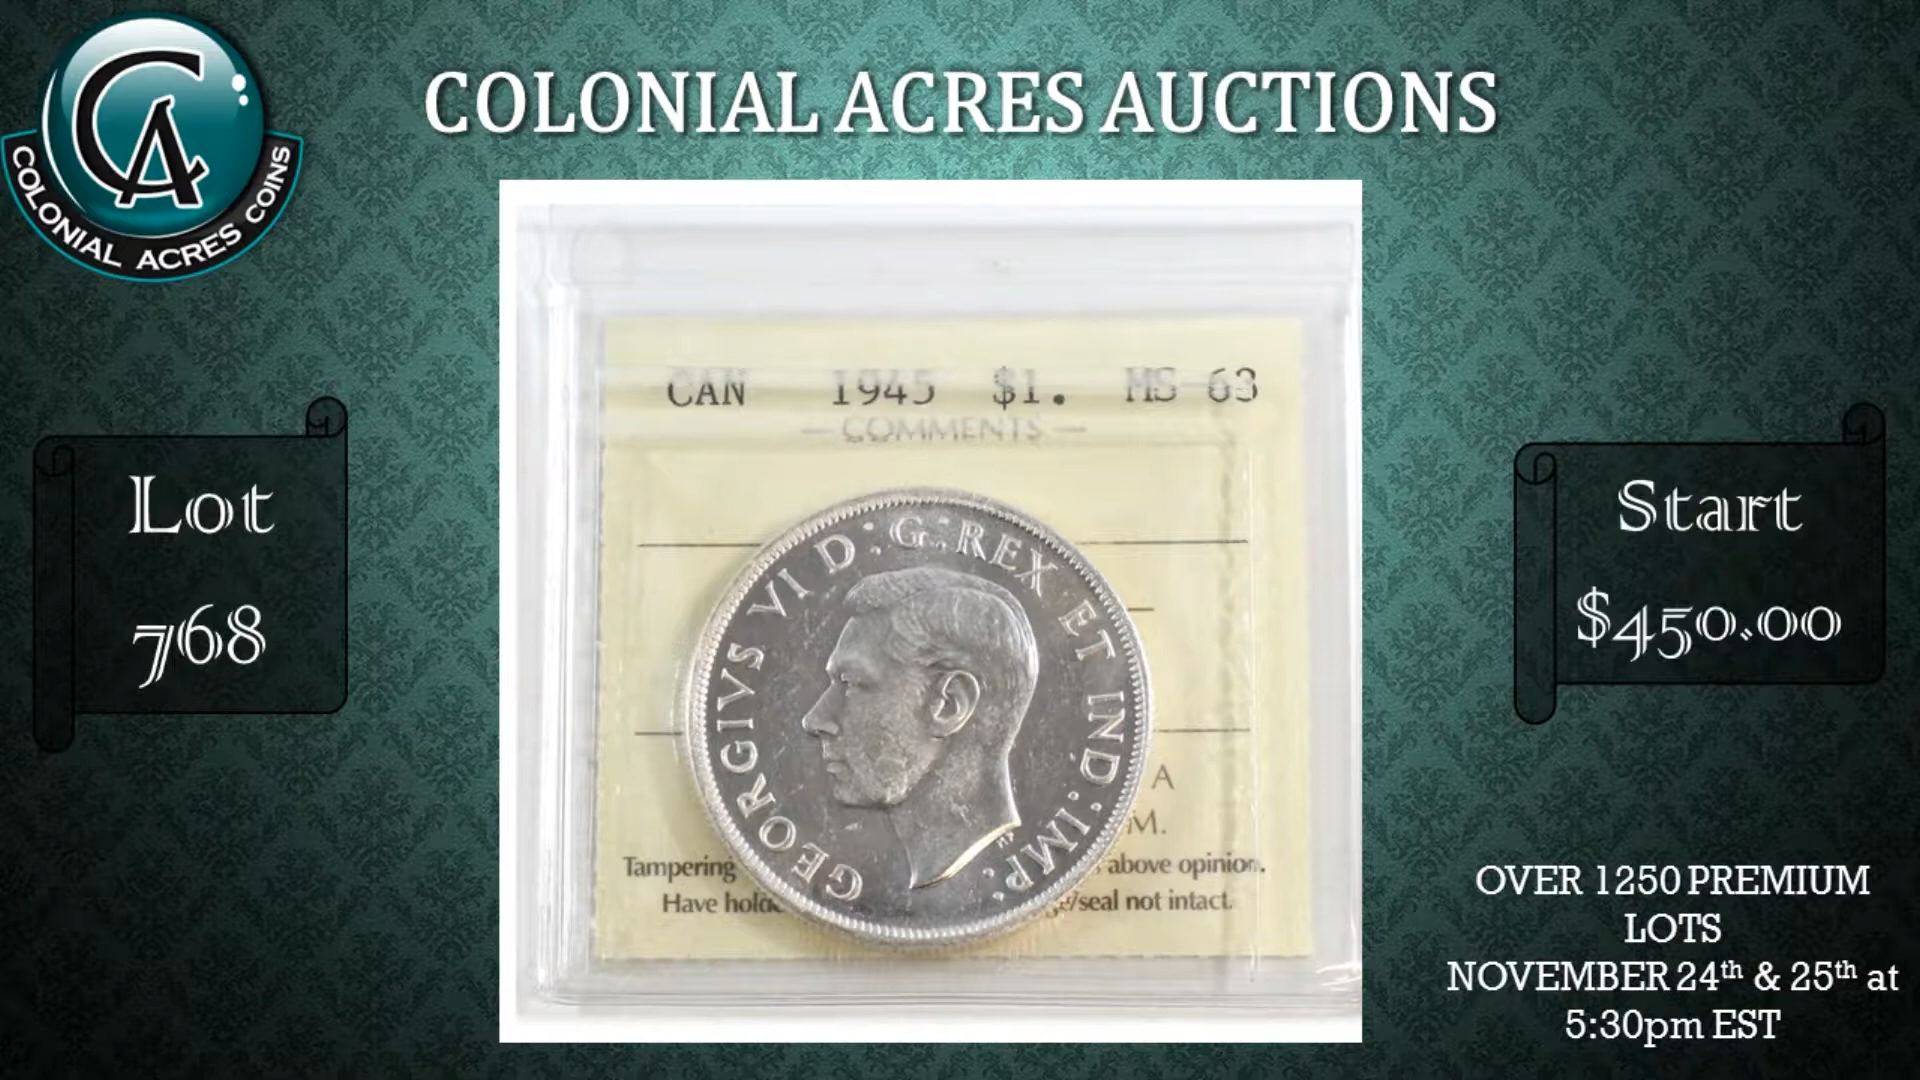 CA
COLONIAL ACRES COINS
COLONIAL ACRES AUCTIONS
CAN 1945 $1. MS-63
COMMENTS
GEORGIVS VI D:G:REX ET IND:IMP:
A
M.
Tampering above opinion.
Have /seal not intact.
Lot
768
Start
$450.00
OVER 1250 PREMIUM
LOTS
NOVEMBER 24th & 25th at
5:30pm EST